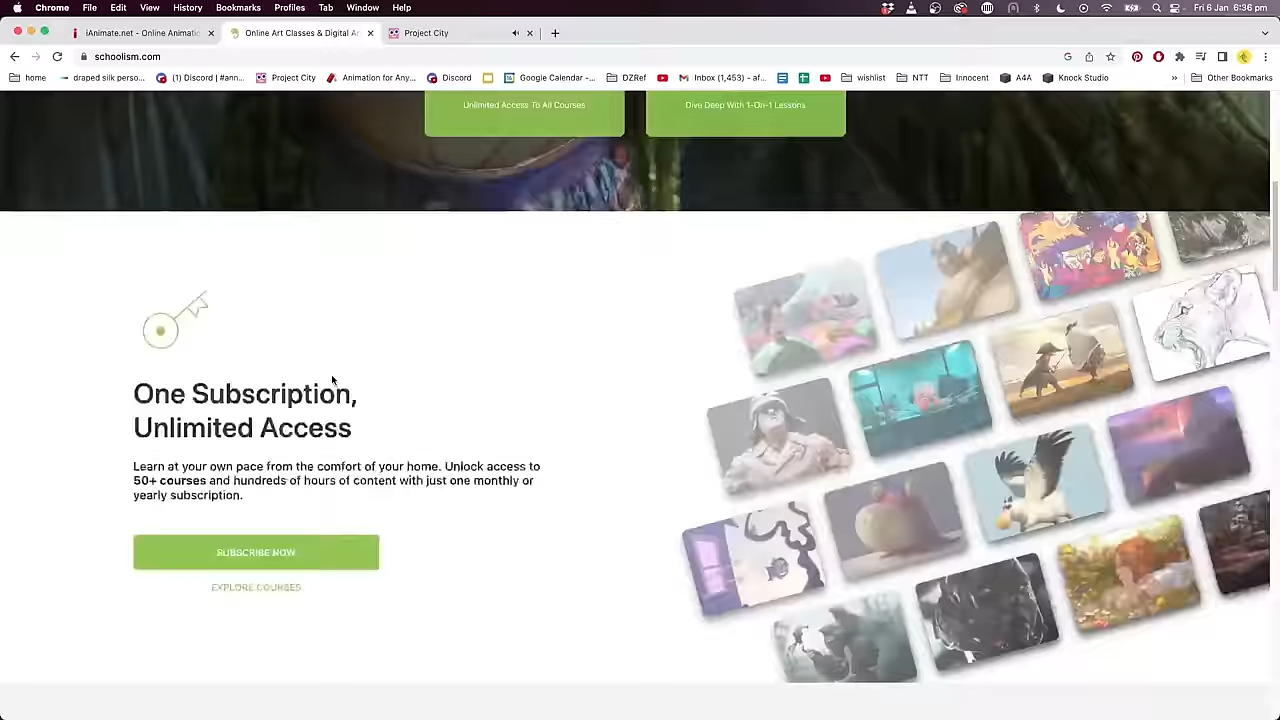 Chrome File Edit View History Bookmarks Profiles Tab Window Help Fri 6 Jan 6:36 pm
iAnimate.net - Online Animatic Online Art Classes & Digital Ar Project City
schoolism.com
home draped silk perso... (1) Discord | #ann... Project City Animation for Any... Discord Google Calendar -... DZRef Inbox (1,453) - af... wishlist NTT Innocent A4A Knock Studio » Other Bookmarks
Unlimited Access To All Courses Dive Deep With 1-On-1 Lessons
One Subscription,
Unlimited Access
Learn at your own pace from the comfort of your home. Unlock access to
50+ courses and hundreds of hours of content with just one monthly or
yearly subscription.
SUBSCRIBE NOW
EXPLORE COURSES